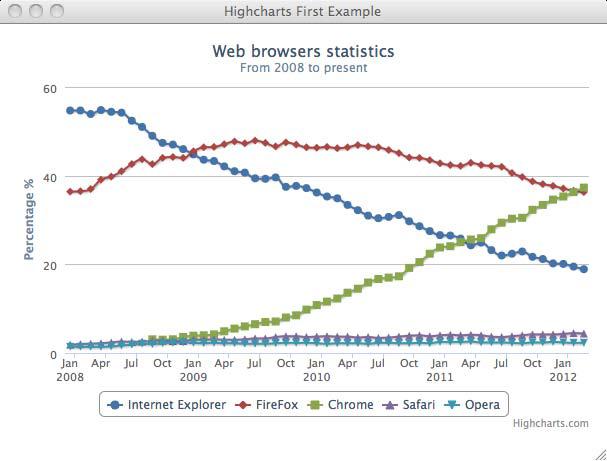 Highcharts First Example
Web browsers statistics
From 2008 to present
Percentage %
60
40
20
0
Jan 2008 Apr Jul Oct Jan 2009 Apr Jul Oct Jan 2010 Apr Jul Oct Jan 2011 Apr Jul Oct Jan 2012
Internet Explorer FireFox Chrome Safari Opera
Highcharts.com